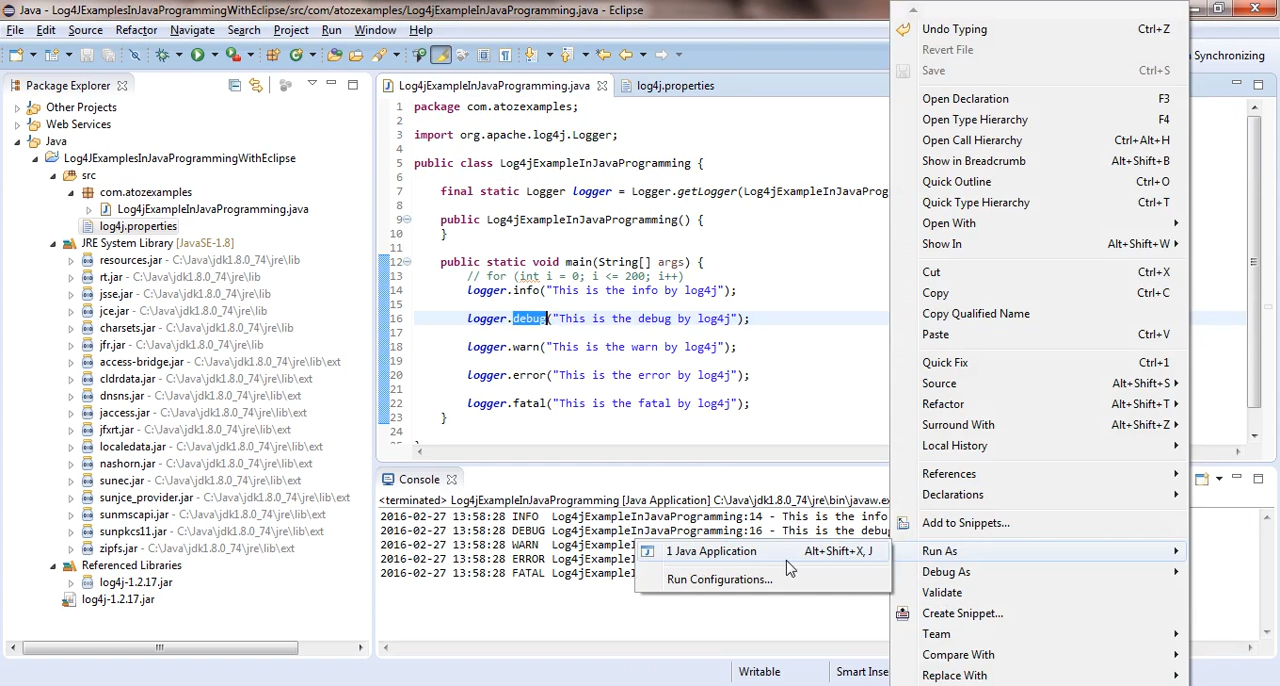 Java - Log4JExamplesInJavaProgrammingWithEclipse/src/com/atozexamples/Log4jExampleInJavaProgramming.java - Eclipse
File Edit Source Refactor Navigate Search Project Run Window Help
Synchronizing
Package Explorer
Other Projects
Web Services
Java
Log4JExamplesInJavaProgrammingWithEclipse
src
com.atozexamples
Log4jExampleInJavaProgramming.java
log4j.properties
JRE System Library [JavaSE-1.8]
resources.jar - C:\Java\jdk1.8.0_74\jre\lib
rt.jar - C:\Java\jdk1.8.0_74\jre\lib
jsse.jar - C:\Java\jdk1.8.0_74\jre\lib
jce.jar - C:\Java\jdk1.8.0_74\jre\lib
charsets.jar - C:\Java\jdk1.8.0_74\jre\lib
jfr.jar - C:\Java\jdk1.8.0_74\jre\lib
access-bridge.jar - C:\Java\jdk1.8.0_74\jre\lib
cldrdata.jar - C:\Java\jdk1.8.0_74\jre\lib\ext
dnsns.jar - C:\Java\jdk1.8.0_74\jre\lib\ext
jaccess.jar - C:\Java\jdk1.8.0_74\jre\lib\ext
jfxrt.jar - C:\Java\jdk1.8.0_74\jre\lib\ext
localedata.jar - C:\Java\jdk1.8.0_74\jre\lib\ext
nashorn.jar - C:\Java\jdk1.8.0_74\jre\lib\ext
sunec.jar - C:\Java\jdk1.8.0_74\jre\lib\ext
sunjce_provider.jar - C:\Java\jdk1.8.0_74\jre\lib\ext
sunmscapi.jar - C:\Java\jdk1.8.0_74\jre\lib\ext
sunpkcs11.jar - C:\Java\jdk1.8.0_74\jre\lib\ext
zipfs.jar - C:\Java\jdk1.8.0_74\jre\lib\ext
Referenced Libraries
log4j-1.2.17.jar
log4j-1.2.17.jar
Log4jExampleInJavaProgramming.java log4j.properties
1 package com.atozexamples;
2
3 import org.apache.log4j.Logger;
4
5 public class Log4jExampleInJavaProgramming {
6
7 final static Logger logger = Logger.getLogger(Log4jExampleInJavaProg
8
9 public Log4jExampleInJavaProgramming() {
10 }
11
12 public static void main(String[] args) {
13 // for (int i = 0; i <= 200; i++)
14 logger.info("This is the info by log4j");
15
16 logger.debug("This is the debug by log4j");
17
18 logger.warn("This is the warn by log4j");
19
20 logger.error("This is the error by log4j");
21
22 logger.fatal("This is the fatal by log4j");
23 }
24
Console
<terminated> Log4jExampleInJavaProgramming [Java Application] C:\Java\jdk1.8.0_74\jre\bin\javaw.ex
2016-02-27 13:58:28 INFO Log4jExampleInJavaProgramming:14 - This is the info
2016-02-27 13:58:28 DEBUG Log4jExampleInJavaProgramming:16 - This is the debug
2016-02-27 13:58:28 WARN Log4jExampleI
2016-02-27 13:58:28 ERROR Log4jExampleI
2016-02-27 13:58:28 FATAL Log4jExampleI
1 Java Application Alt+Shift+X, J
Run Configurations...
Undo Typing Ctrl+Z
Revert File
Save Ctrl+S
Open Declaration F3
Open Type Hierarchy F4
Open Call Hierarchy Ctrl+Alt+H
Show in Breadcrumb Alt+Shift+B
Quick Outline Ctrl+O
Quick Type Hierarchy Ctrl+T
Open With
Show In Alt+Shift+W
Cut Ctrl+X
Copy Ctrl+C
Copy Qualified Name
Paste Ctrl+V
Quick Fix Ctrl+1
Source Alt+Shift+S
Refactor Alt+Shift+T
Surround With Alt+Shift+Z
Local History
References
Declarations
Add to Snippets...
Run As
Debug As
Validate
Create Snippet...
Team
Compare With
Replace With
Writable Smart Inse